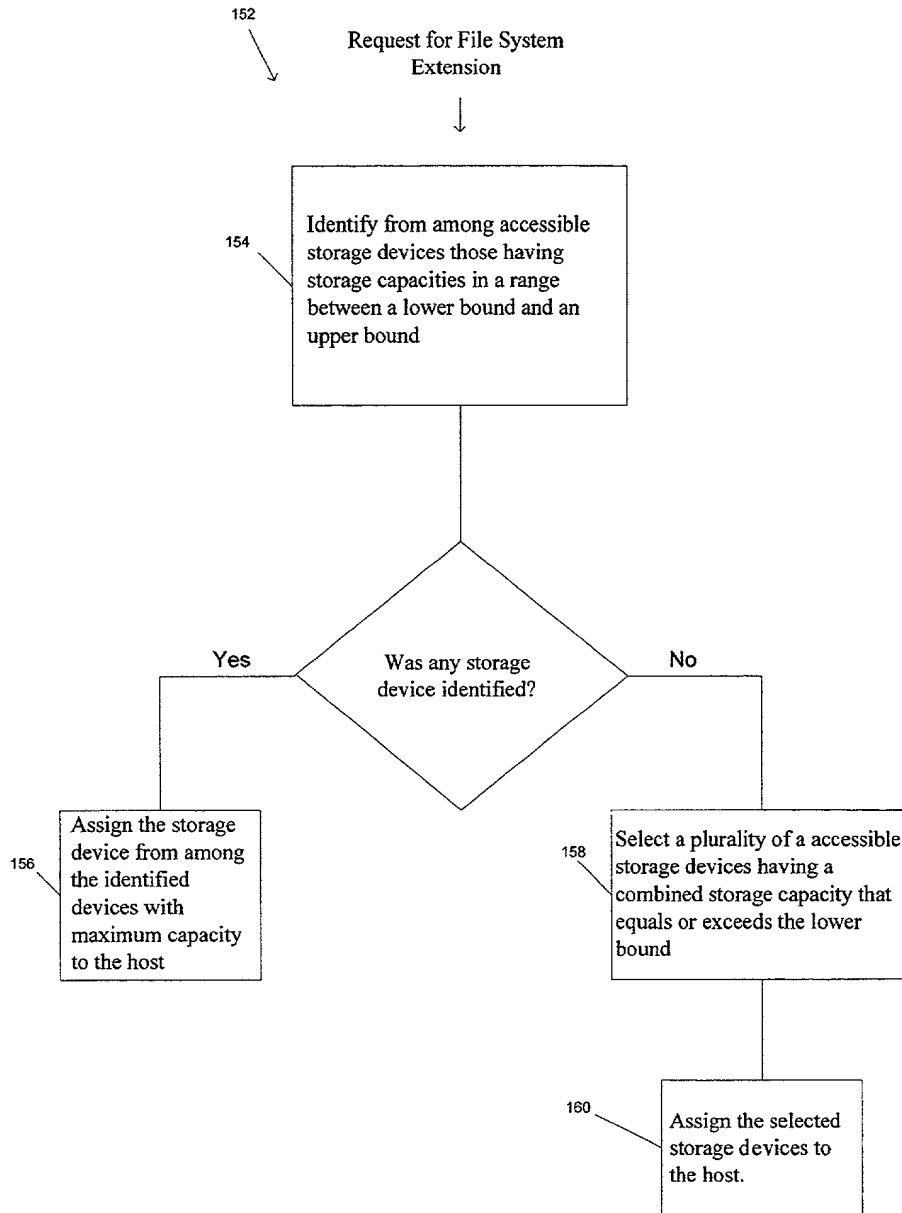 152
Request for File System
Extension
154
Identify from among accessible
storage devices those having
storage capacities in a range
between a lower bound and an
upper bound
Yes
Was any storage
device identified?
No
156
Assign the storage
device from among
the identified
devices with
maximum capacity
to the host
158
Select a plurality of a accessible
storage devices having a
combined storage capacity that
equals or exceeds the lower
bound
160
Assign the selected
storage devices to
the host.